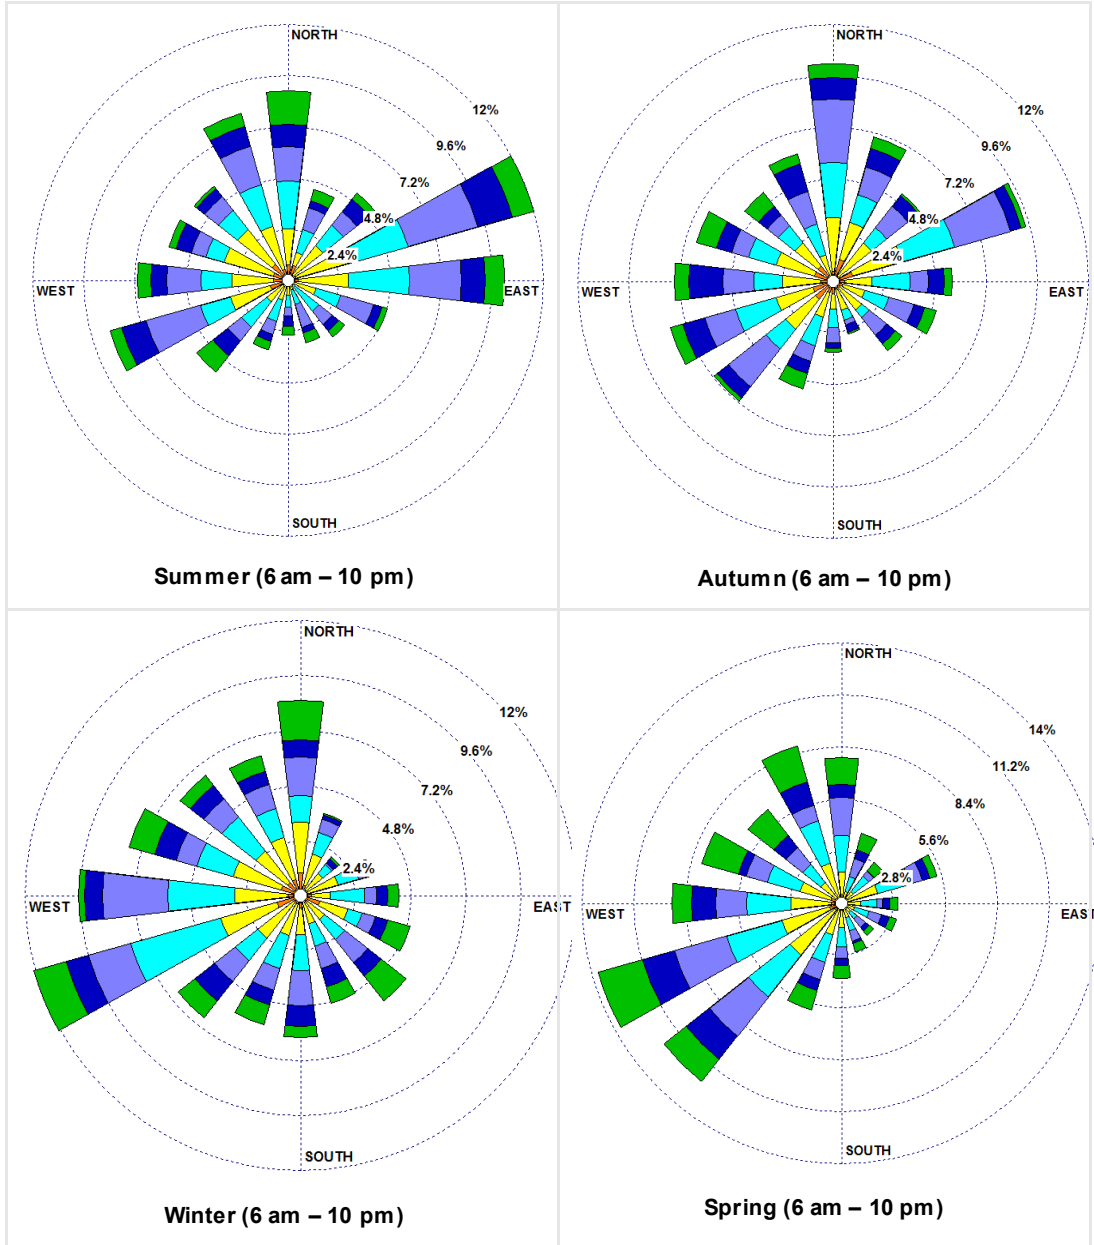 NORTH
12%
9.6%
7.2%
4.8%
2.4%
WEST
EAST
SOUTH
Summer (6 am – 10 pm)
NORTH
12%
9.6%
7.2%
4.8%
2.4%
WEST
EAST
SOUTH
Autumn (6 am – 10 pm)
NORTH
12%
9.6%
7.2%
4.8%
2.4%
WEST
EAST
SOUTH
Winter (6 am – 10 pm)
NORTH
14%
11.2%
8.4%
5.6%
2.8%
WEST
EAST
SOUTH
Spring (6 am – 10 pm)